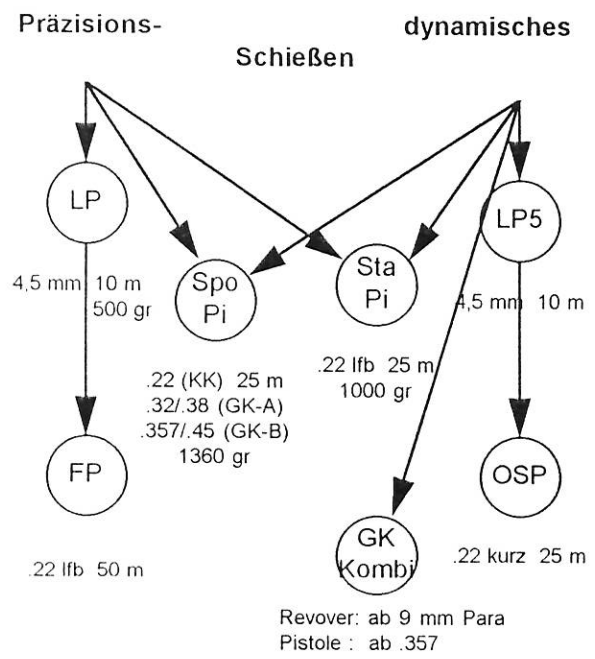 Präzisions- dynamisches
Schießen
LP
LP5
4,5 mm 10 m
500 gr
Spo
Pi
Sta
Pi
4,5 mm 10 m
.22 (KK) 25 m
.32/.38 (GK-A)
.357/.45 (GK-B)
1360 gr
.22 lfb 25 m
1000 gr
FP
OSP
.22 lfb 50 m
GK
Kombi
.22 kurz 25 m
Revover: ab 9 mm Para
Pistole : ab .357